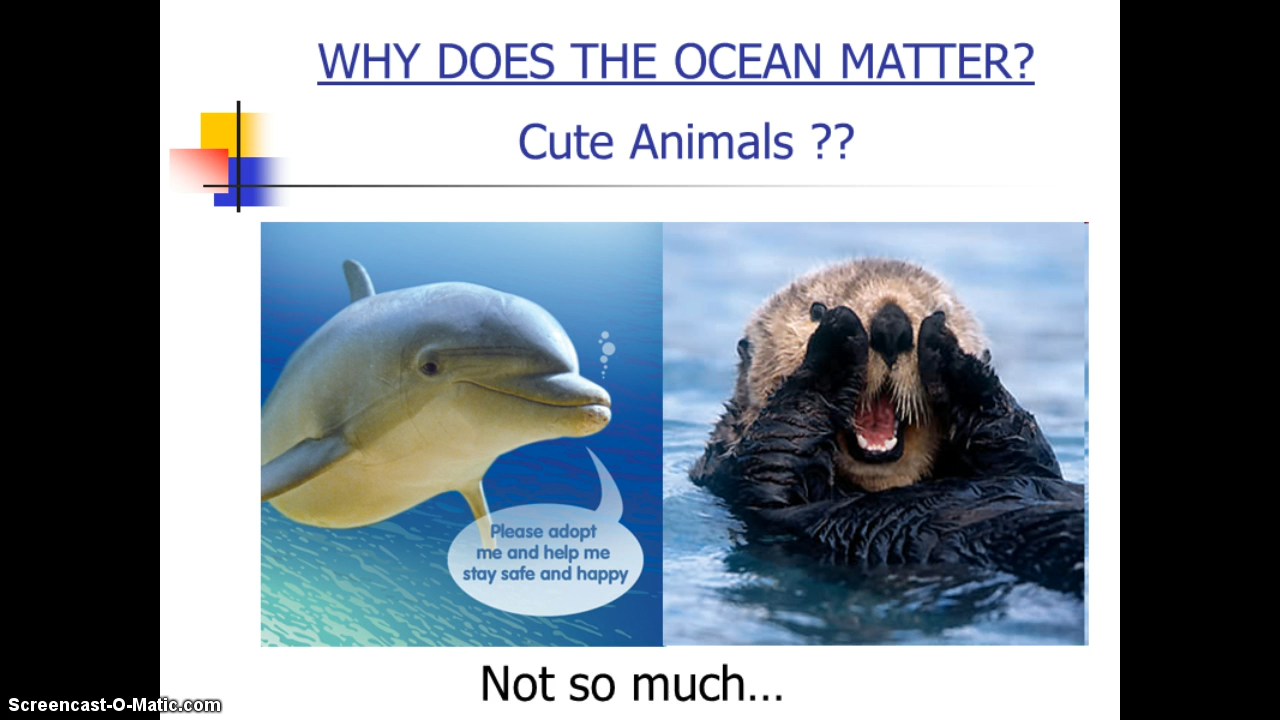 WHY DOES THE OCEAN MATTER?
Cute Animals ??
Please adopt
me and help me
stay safe and happy
Not so much...
Screencast-O-Matic.com